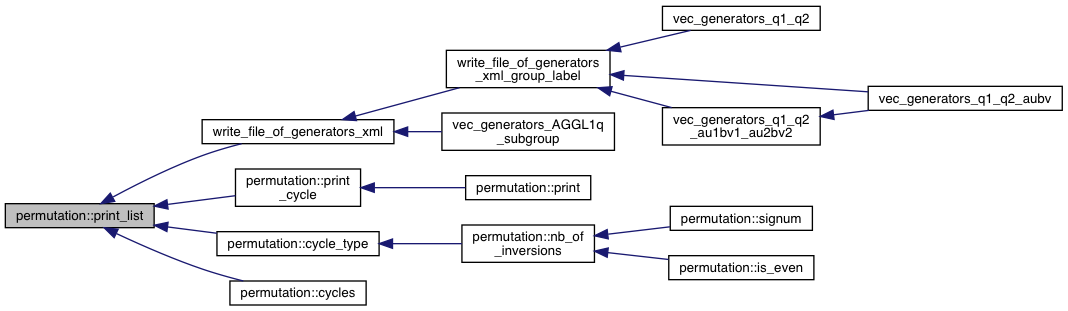 vec_generators_q1_q2
write_file_of_generators
_xml_group_label
vec_generators_q1_q2_aubv
vec_generators_q1_q2
_au1bv1_au2bv2
write_file_of_generators_xml
vec_generators_AGGL1q
_subgroup
permutation::print
_cycle
permutation::print
permutation::print_list
permutation::signum
permutation::cycle_type
permutation::nb_of
_inversions
permutation::is_even
permutation::cycles